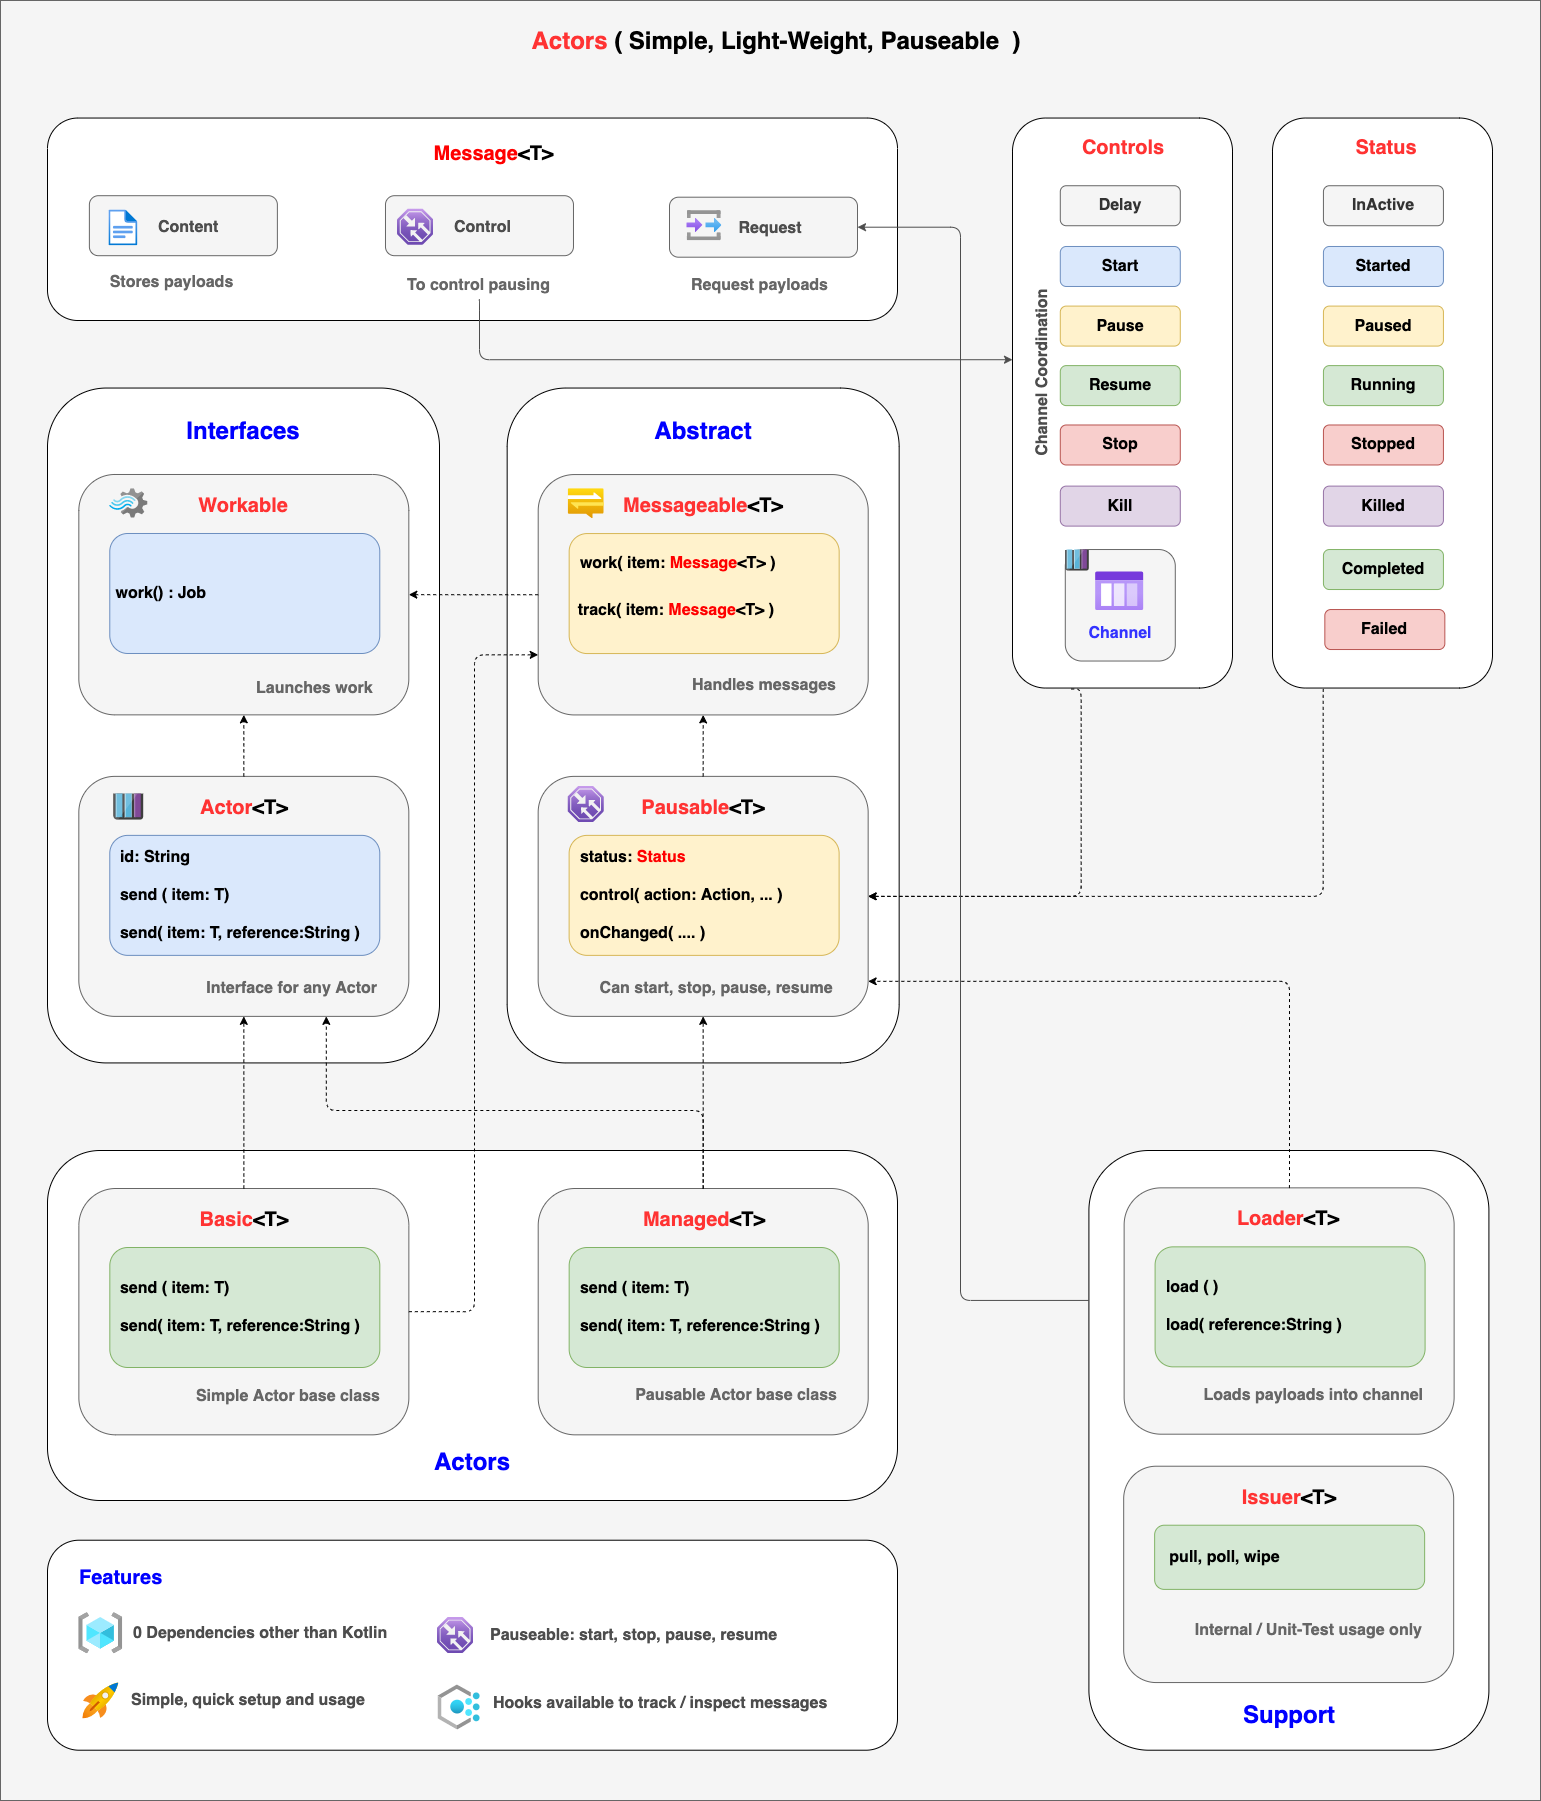 Actors ( Simple, Light-Weight, Pauseable )
Message<T>
Content
Stores payloads
Control
To control pausing
Request
Request payloads
Controls
Channel Coordination
Delay
Start
Pause
Resume
Stop
Kill
Channel
Status
InActive
Started
Paused
Running
Stopped
Killed
Completed
Failed
Interfaces
Workable
work() : Job
Launches work
Actor<T>
id: String
send ( item: T)
send( item: T, reference:String )
Interface for any Actor
Abstract
Messageable<T>
work( item: Message<T> )
track( item: Message<T> )
Handles messages
Pausable<T>
status: Status
control( action: Action, ... )
onChanged( .... )
Can start, stop, pause, resume
Basic<T>
send ( item: T)
send( item: T, reference:String )
Simple Actor base class
Managed<T>
send ( item: T)
send( item: T, reference:String )
Pausable Actor base class
Actors
Loader<T>
load ( )
load( reference:String )
Loads payloads into channel
Issuer<T>
pull, poll, wipe
Internal / Unit-Test usage only
Support
Features
0 Dependencies other than Kotlin
Pauseable: start, stop, pause, resume
Simple, quick setup and usage
Hooks available to track / inspect messages